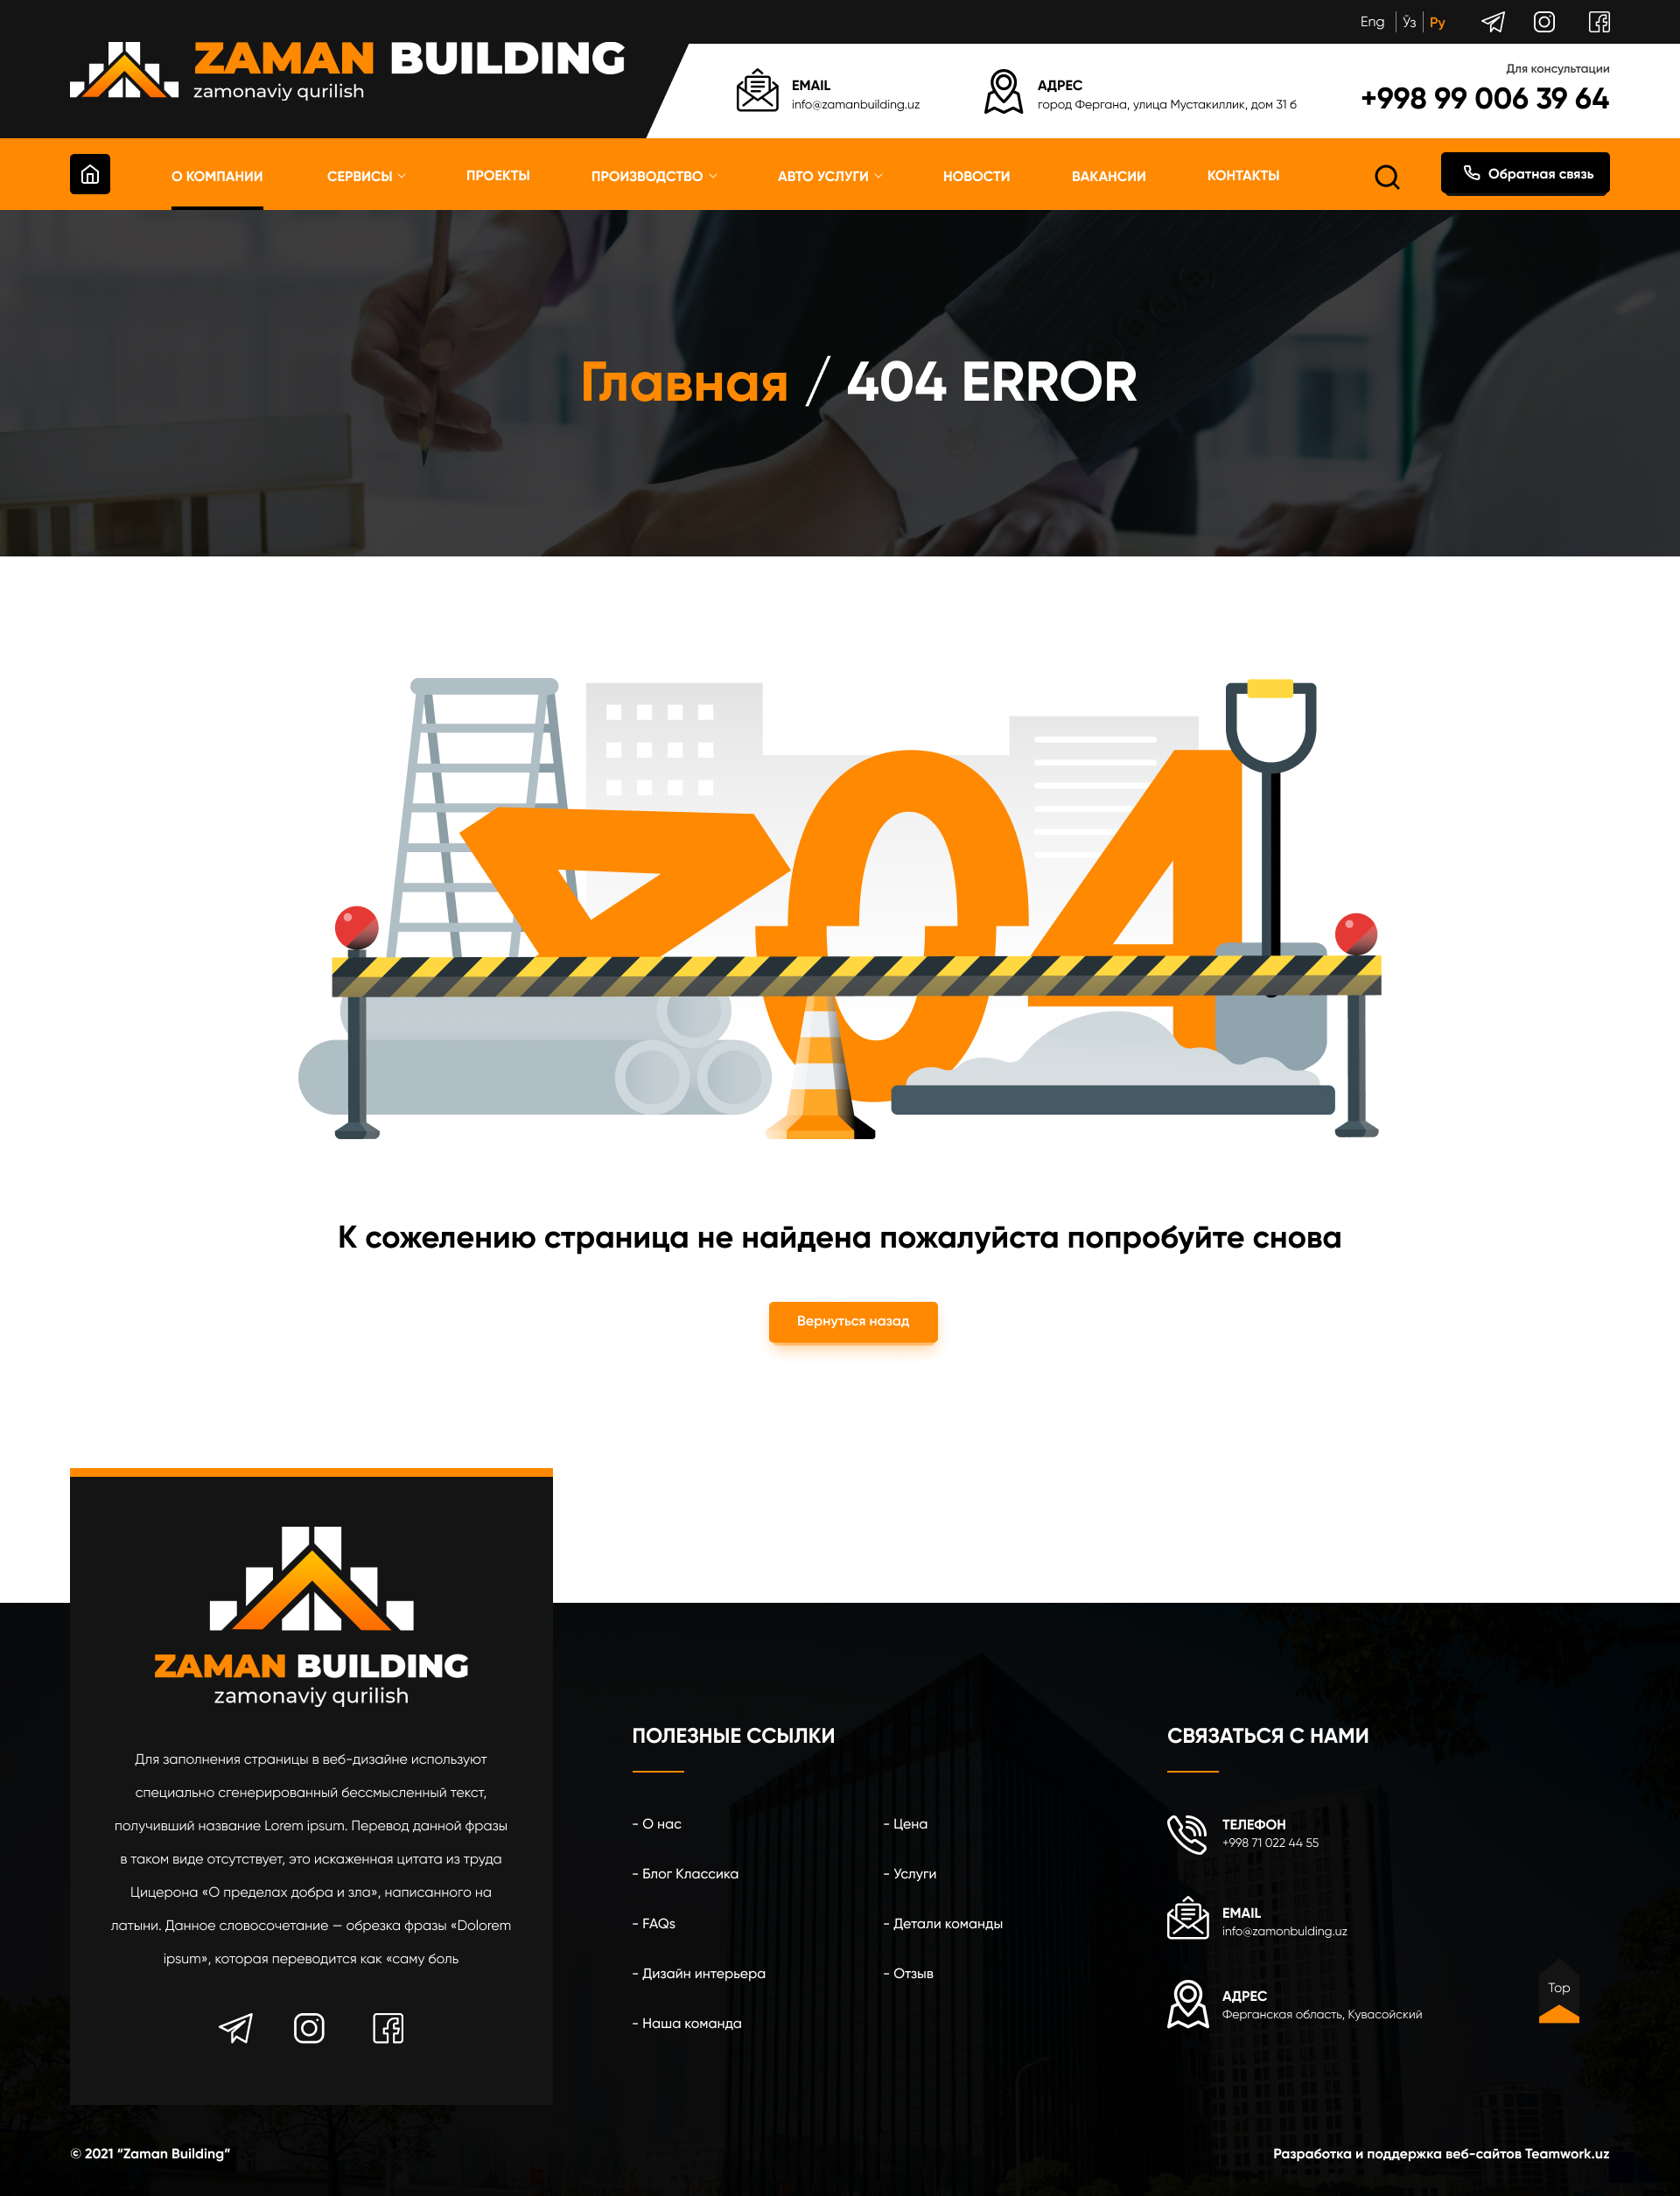 Eng Ўз Ру
ZAMAN BUILDING
zamonaviy qurilish
EMAIL
info@zamanbuilding.uz
АДРЕС
город Фергана, улица Мустакиллик, дом 31 б
Для консультации
+998 99 006 39 64
О КОМПАНИИ СЕРВИСЫ ПРОЕКТЫ ПРОИЗВОДСТВО АВТО УСЛУГИ НОВОСТИ ВАКАНСИИ КОНТАКТЫ Обратная связь
Главная / 404 ERROR
404
К сожелению страница не найдена пожалуйста попробуйте снова
Вернуться назад
ZAMAN BUILDING
zamonaviy qurilish
Для заполнения страницы в веб-дизайне используют
специально сгенерированный бессмысленный текст,
получивший название Lorem ipsum. Перевод данной фразы
в таком виде отсутствует, это искаженная цитата из труда
Цицерона «О пределах добра и зла», написанного на
латыни. Данное словосочетание — обрезка фразы «Dolorem
ipsum», которая переводится как «саму боль
ПОЛЕЗНЫЕ ССЫЛКИ
- О нас
- Блог Классика
- FAQs
- Дизайн интерьера
- Наша команда
- Цена
- Услуги
- Детали команды
- Отзыв
СВЯЗАТЬСЯ С НАМИ
ТЕЛЕФОН
+998 71 022 44 55
EMAIL
info@zamonbulding.uz
АДРЕС
Ферганская область, Кувасойский
Top
© 2021 “Zaman Building”
Разработка и поддержка веб-сайтов Teamwork.uz